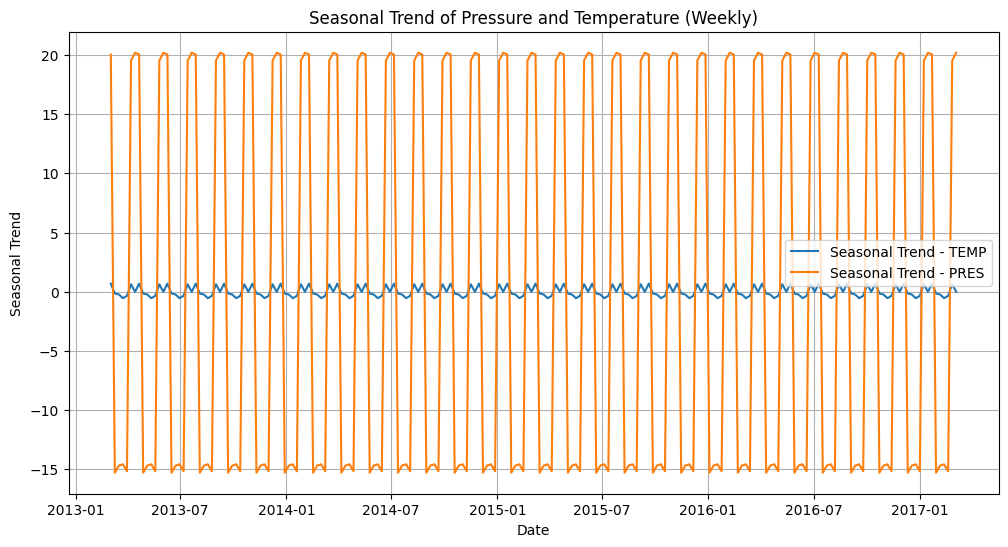 Seasonal Trend of Pressure and Temperature (Weekly)
Seasonal Trend
20
15
10
5
0
−5
−10
−15
Seasonal Trend - TEMP
Seasonal Trend - PRES
2013-01 2013-07 2014-01 2014-07 2015-01 2015-07 2016-01 2016-07 2017-01
Date